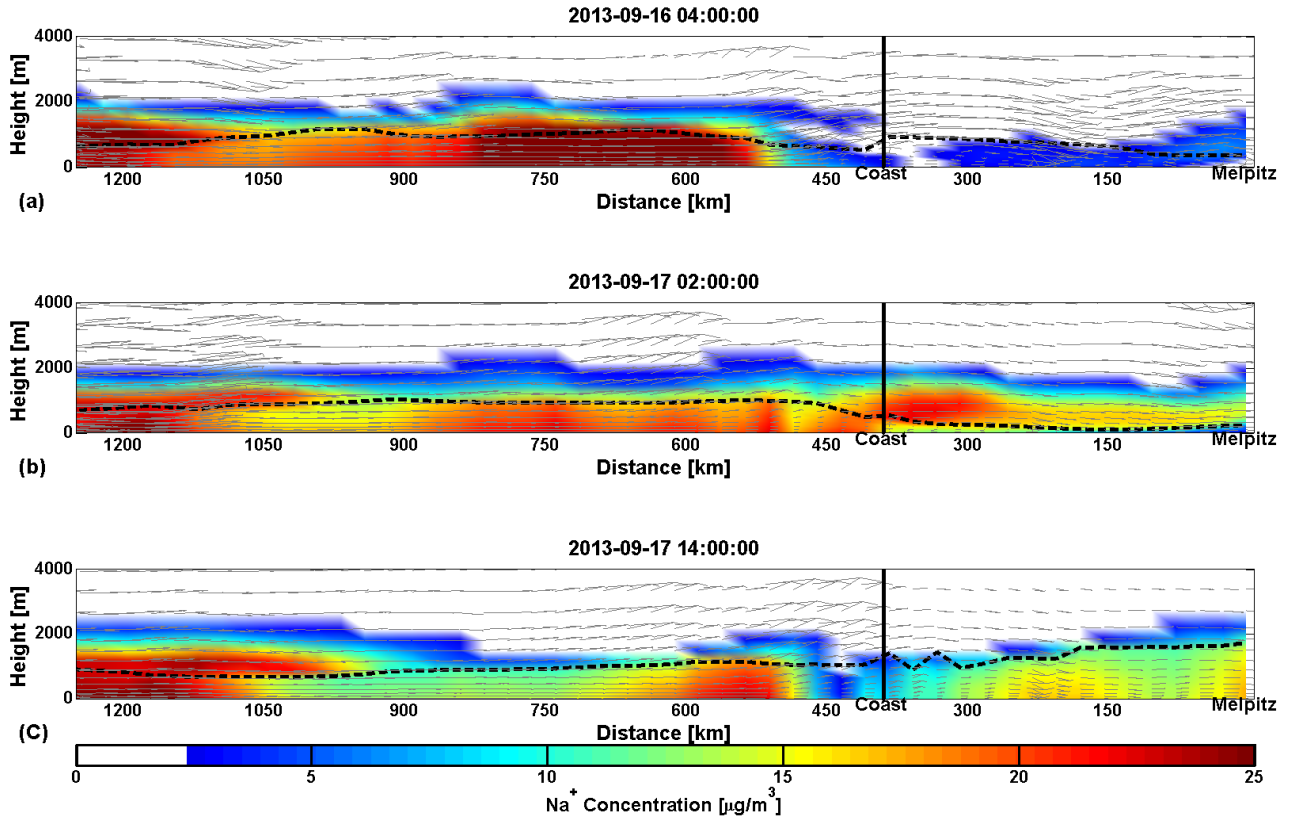 2013-09-16 04:00:00
4000
2000
0
Height [m]
1200 1050 900 750 600 450 Coast 300 150 Melpitz
(a)
Distance [km]
2013-09-17 02:00:00
4000
2000
0
Height [m]
1200 1050 900 750 600 450 Coast 300 150 Melpitz
(b)
Distance [km]
2013-09-17 14:00:00
4000
2000
0
Height [m]
1200 1050 900 750 600 450 Coast 300 150 Melpitz
(C)
Distance [km]
0 5 10 15 20 25
Na⁺ Concentration [μg/m³]